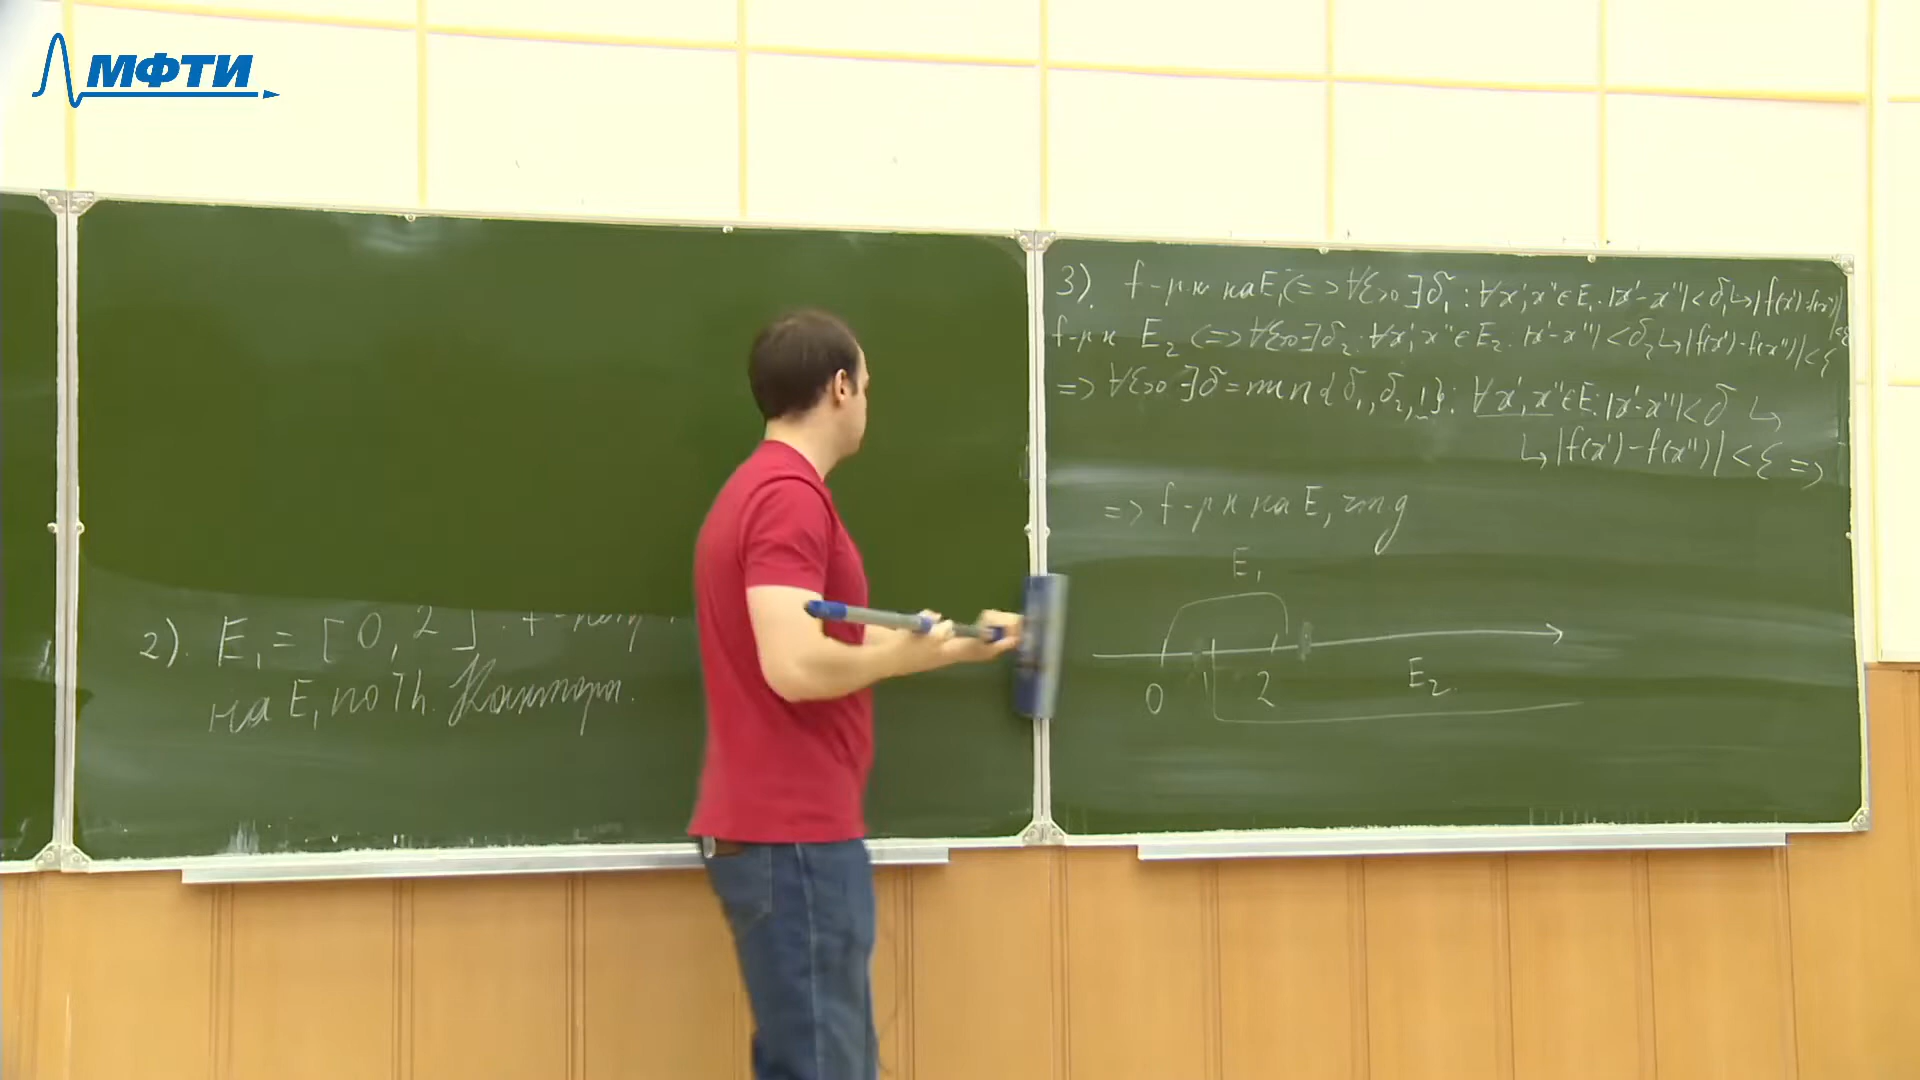 МФТИ
2). E₁ = [0, 2].
на E₁ по Th. Кантора.
3). f - р н на E₁ <=> ∀ε>0 ∃δ₁ : ∀x', x'' ∈ E₁: |x' - x''| < δ₁ ↳ |f(x') - f(x'')| < ε
f - р н E₂ <=> ∀ε>0 ∃δ₂: ∀x', x'' ∈ E₂: |x' - x''| < δ₂ ↳ |f(x') - f(x'')| < ε
=> ∀ε>0 ∃δ = min{δ₁, δ₂, 1}: ∀x', x'' ∈ E: |x' - x''| < δ ↳
↳ |f(x') - f(x'')| < ε =>
=> f - р н на E, чтд
E₁
0 1 2 E₂